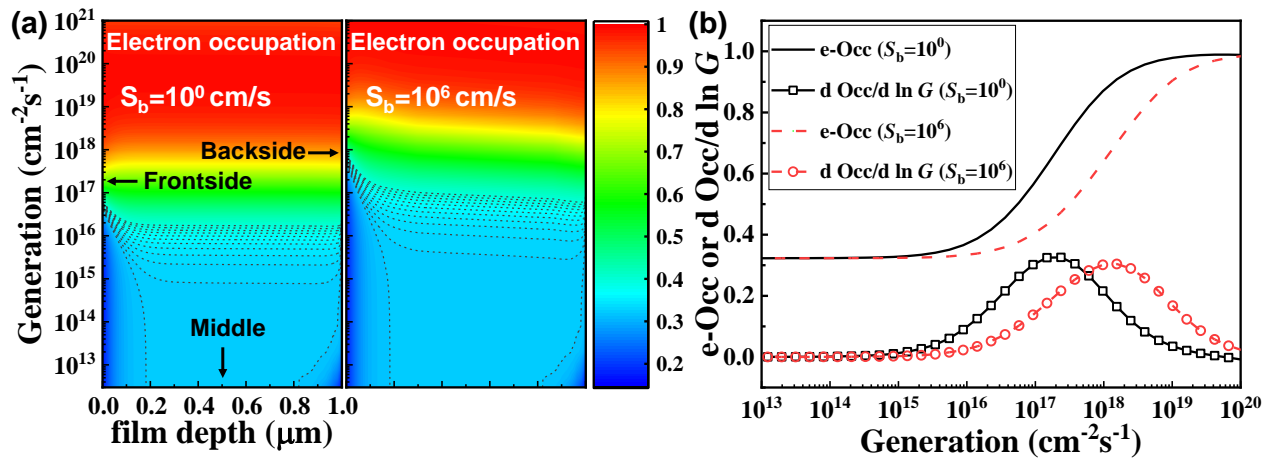 (a)
Electron occupation
Electron occupation
S_b=10^0 cm/s
S_b=10^6 cm/s
Backside
Frontside
Middle
Generation (cm^-2s^-1)
10^21
10^20
10^19
10^18
10^17
10^16
10^15
10^14
10^13
0.0 0.2 0.4 0.6 0.8 1.0
film depth (μm)
1
0.9
0.8
0.7
0.6
0.5
0.4
0.3
0.2
(b)
e-Occ (S_b=10^0)
d Occ/d ln G (S_b=10^0)
e-Occ (S_b=10^6)
d Occ/d ln G (S_b=10^6)
e-Occ or d Occ/d ln G
1.0
0.8
0.6
0.4
0.2
0.0
10^13 10^14 10^15 10^16 10^17 10^18 10^19 10^20
Generation (cm^-2s^-1)